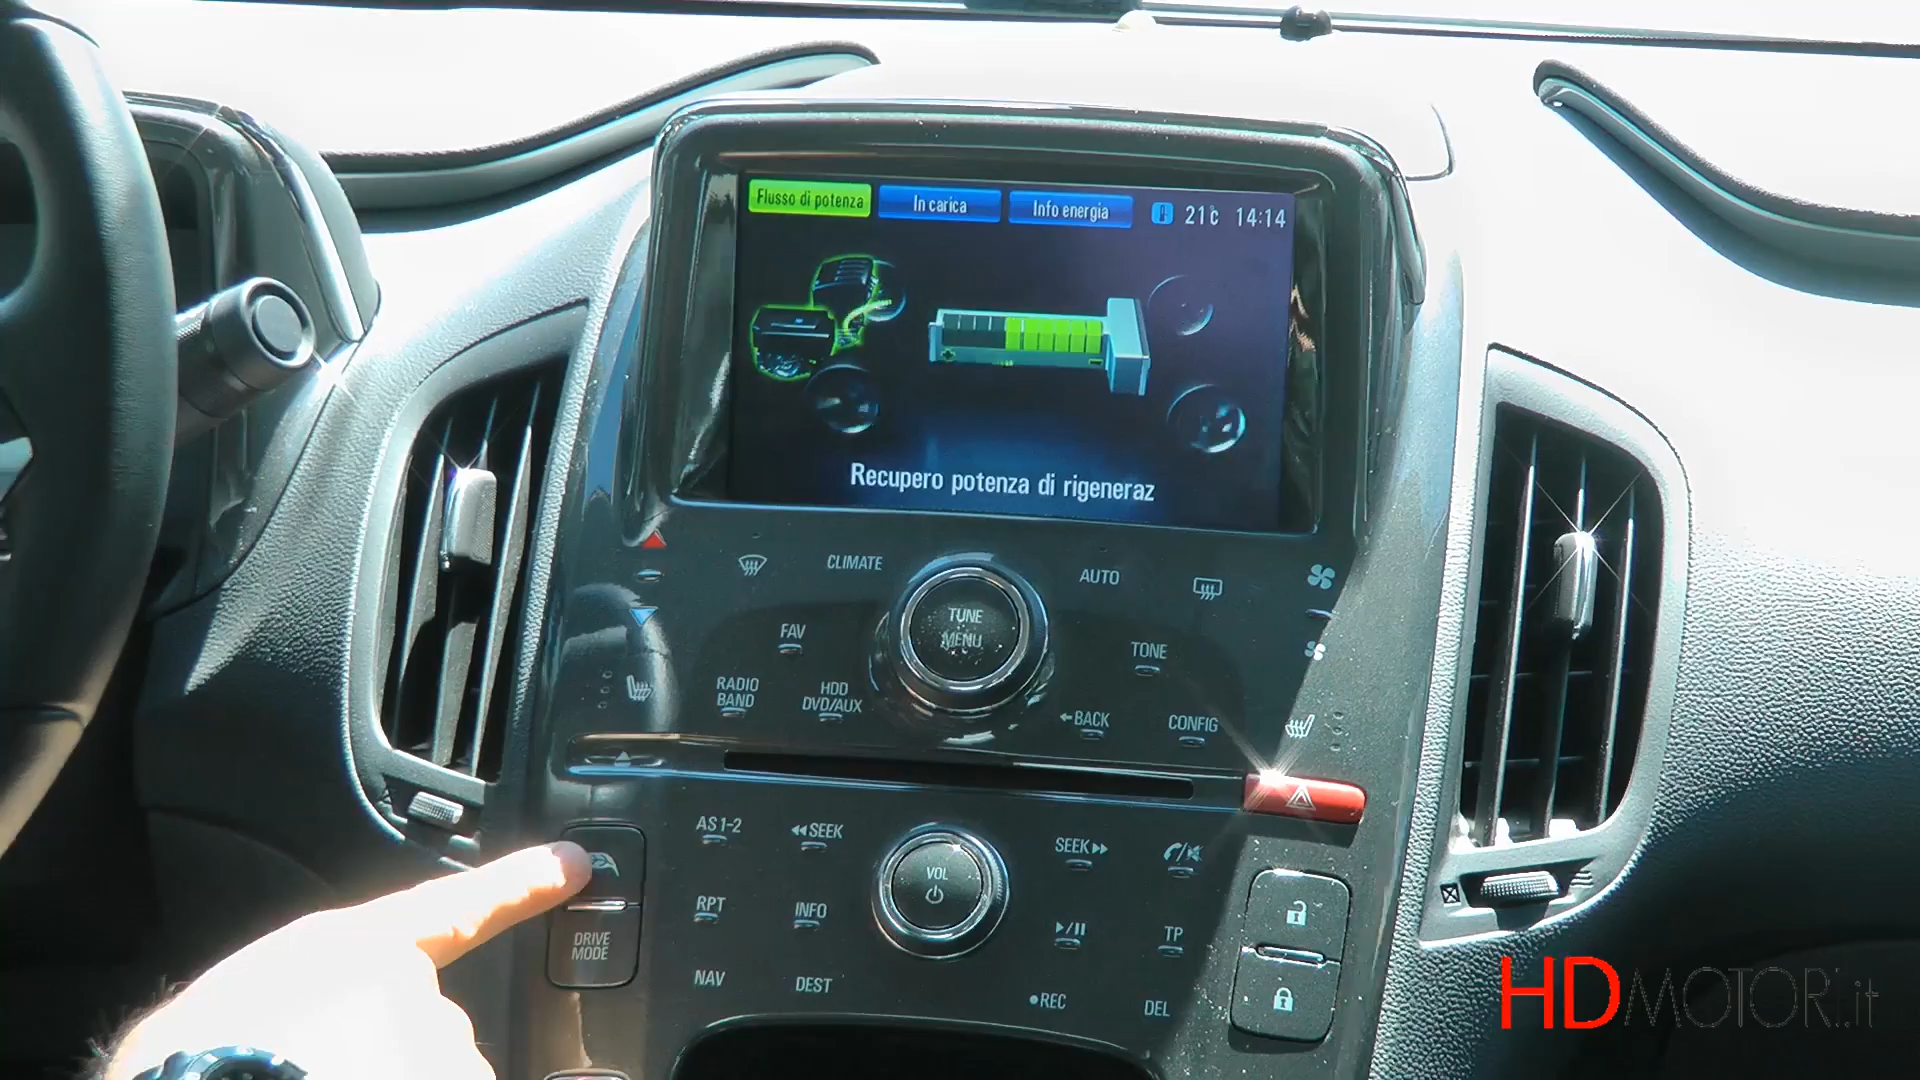 Flusso di potenza
In carica
Info energia
21°c 14:14
Recupero potenza di rigeneraz
CLIMATE
AUTO
TUNE
MENU
FAV
TONE
RADIO
BAND
HDD
DVD/AUX
BACK
CONFIG
AS 1-2
SEEK
SEEK
VOL
RPT
INFO
TP
DRIVE
MODE
NAV
DEST
REC
DEL
HDMOTORI.it